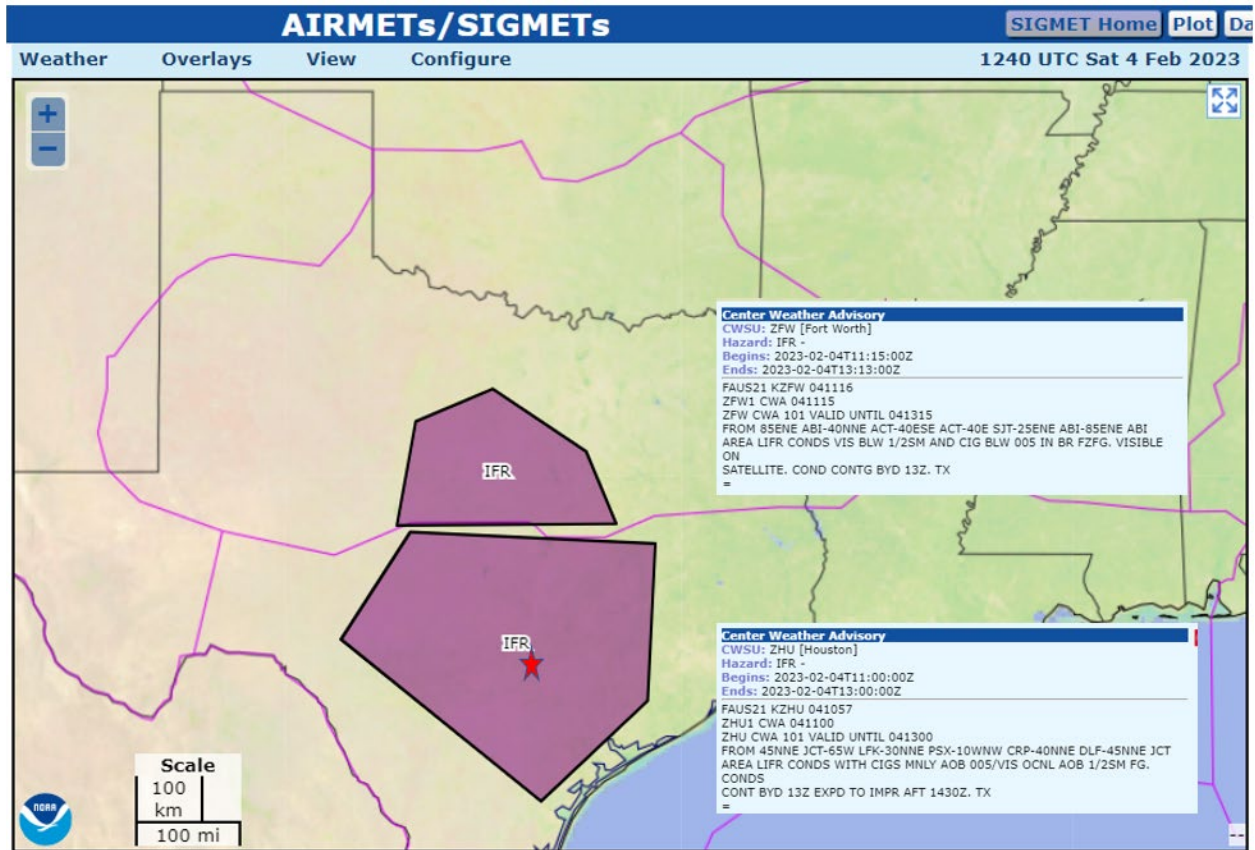 AIRMETs/SIGMETs
SIGMET Home Plot Da
Weather Overlays View Configure
1240 UTC Sat 4 Feb 2023
+
−
IFR
Center Weather Advisory
CWSU: ZFW [Fort Worth]
Hazard: IFR -
Begins: 2023-02-04T11:15:00Z
Ends: 2023-02-04T13:13:00Z
FAUS21 KZFW 041116
ZFW1 CWA 041115
ZFW CWA 101 VALID UNTIL 041315
FROM 85ENE ABI-40NNE ACT-40ESE ACT-40E SJT-25ENE ABI-85ENE ABI
AREA LIFR CONDS VIS BLW 1/2SM AND CIG BLW 005 IN BR FZFG. VISIBLE
ON
SATELLITE. COND CONTG BYD 13Z. TX
=
IFR
Center Weather Advisory
CWSU: ZHU [Houston]
Hazard: IFR -
Begins: 2023-02-04T11:00:00Z
Ends: 2023-02-04T13:00:00Z
FAUS21 KZHU 041057
ZHU1 CWA 041100
ZHU CWA 101 VALID UNTIL 041300
FROM 45NNE JCT-65W LFK-30NNE PSX-10WNW CRP-40NNE DLF-45NNE JCT
AREA LIFR CONDS WITH CIGS MNLY AOB 005/VIS OCNL AOB 1/2SM FG.
CONDS
CONT BYD 13Z EXPD TO IMPR AFT 1430Z. TX
=
Scale
100
km
100 mi
NOAA
--